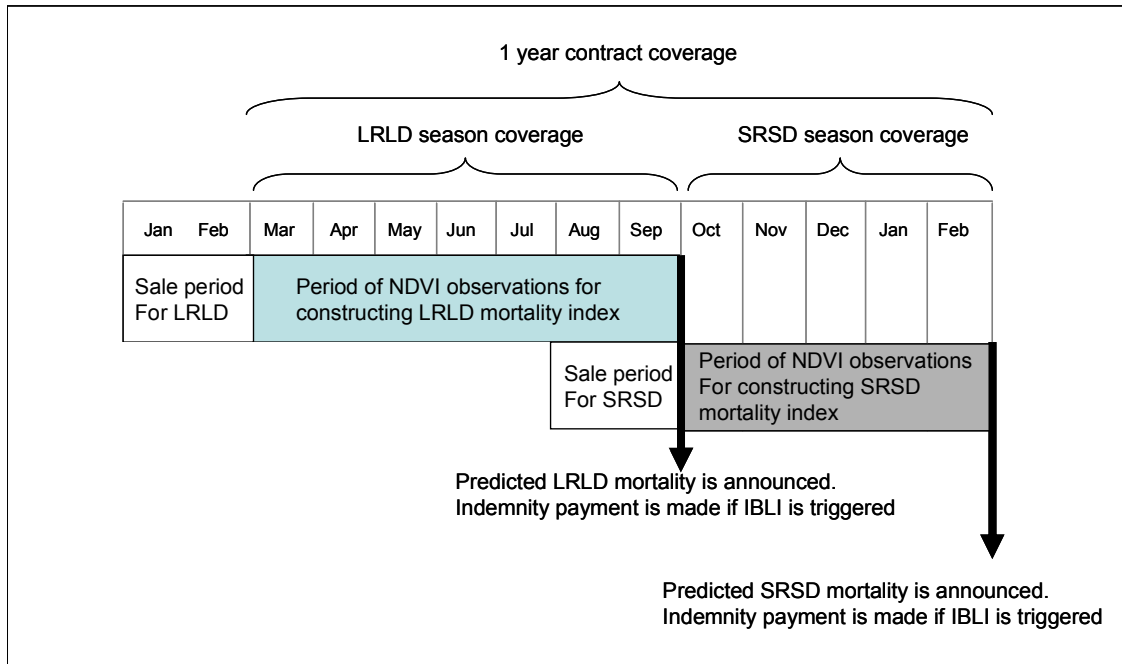 1 year contract coverage
LRLD season coverage
SRSD season coverage
Jan Feb Mar Apr May Jun Jul Aug Sep Oct Nov Dec Jan Feb
Sale period
For LRLD
Period of NDVI observations for
constructing LRLD mortality index
Sale period
For SRSD
Period of NDVI observations
For constructing SRSD
mortality index
Predicted LRLD mortality is announced.
Indemnity payment is made if IBLI is triggered
Predicted SRSD mortality is announced.
Indemnity payment is made if IBLI is triggered